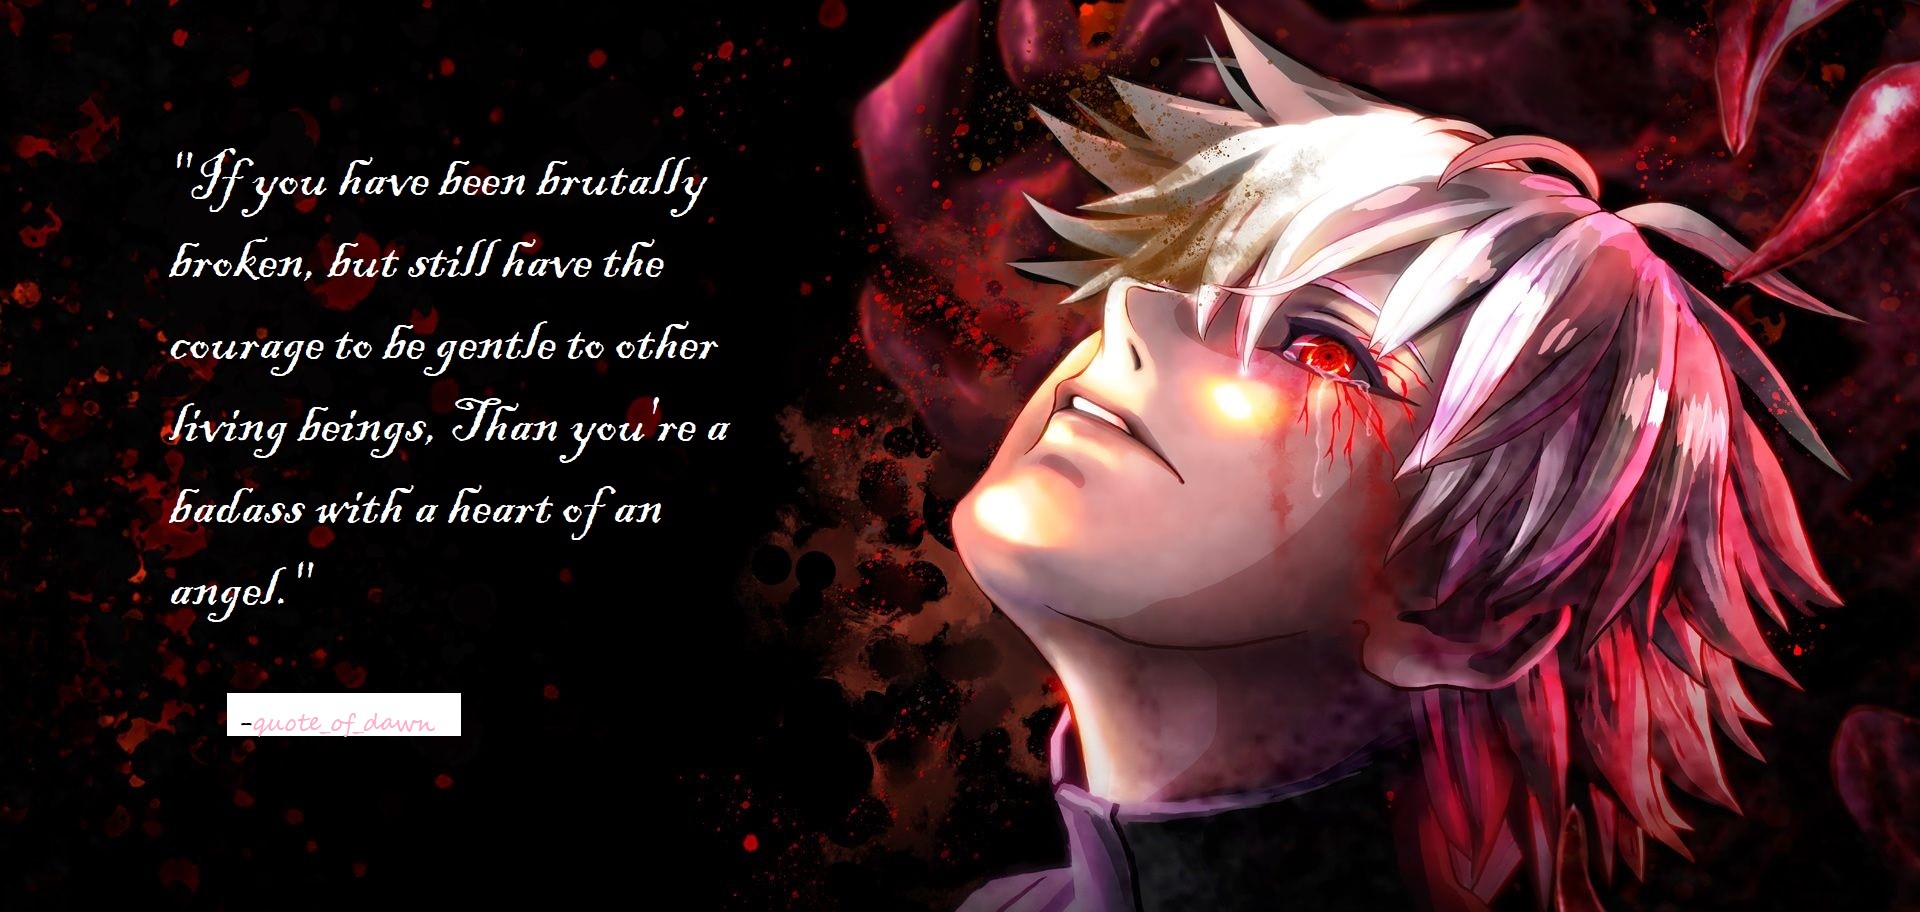 "If you have been brutally
broken, but still have the
courage to be gentle to other
living beings, Than you're a
badass with a heart of an
angel."
-quote_of_dawn